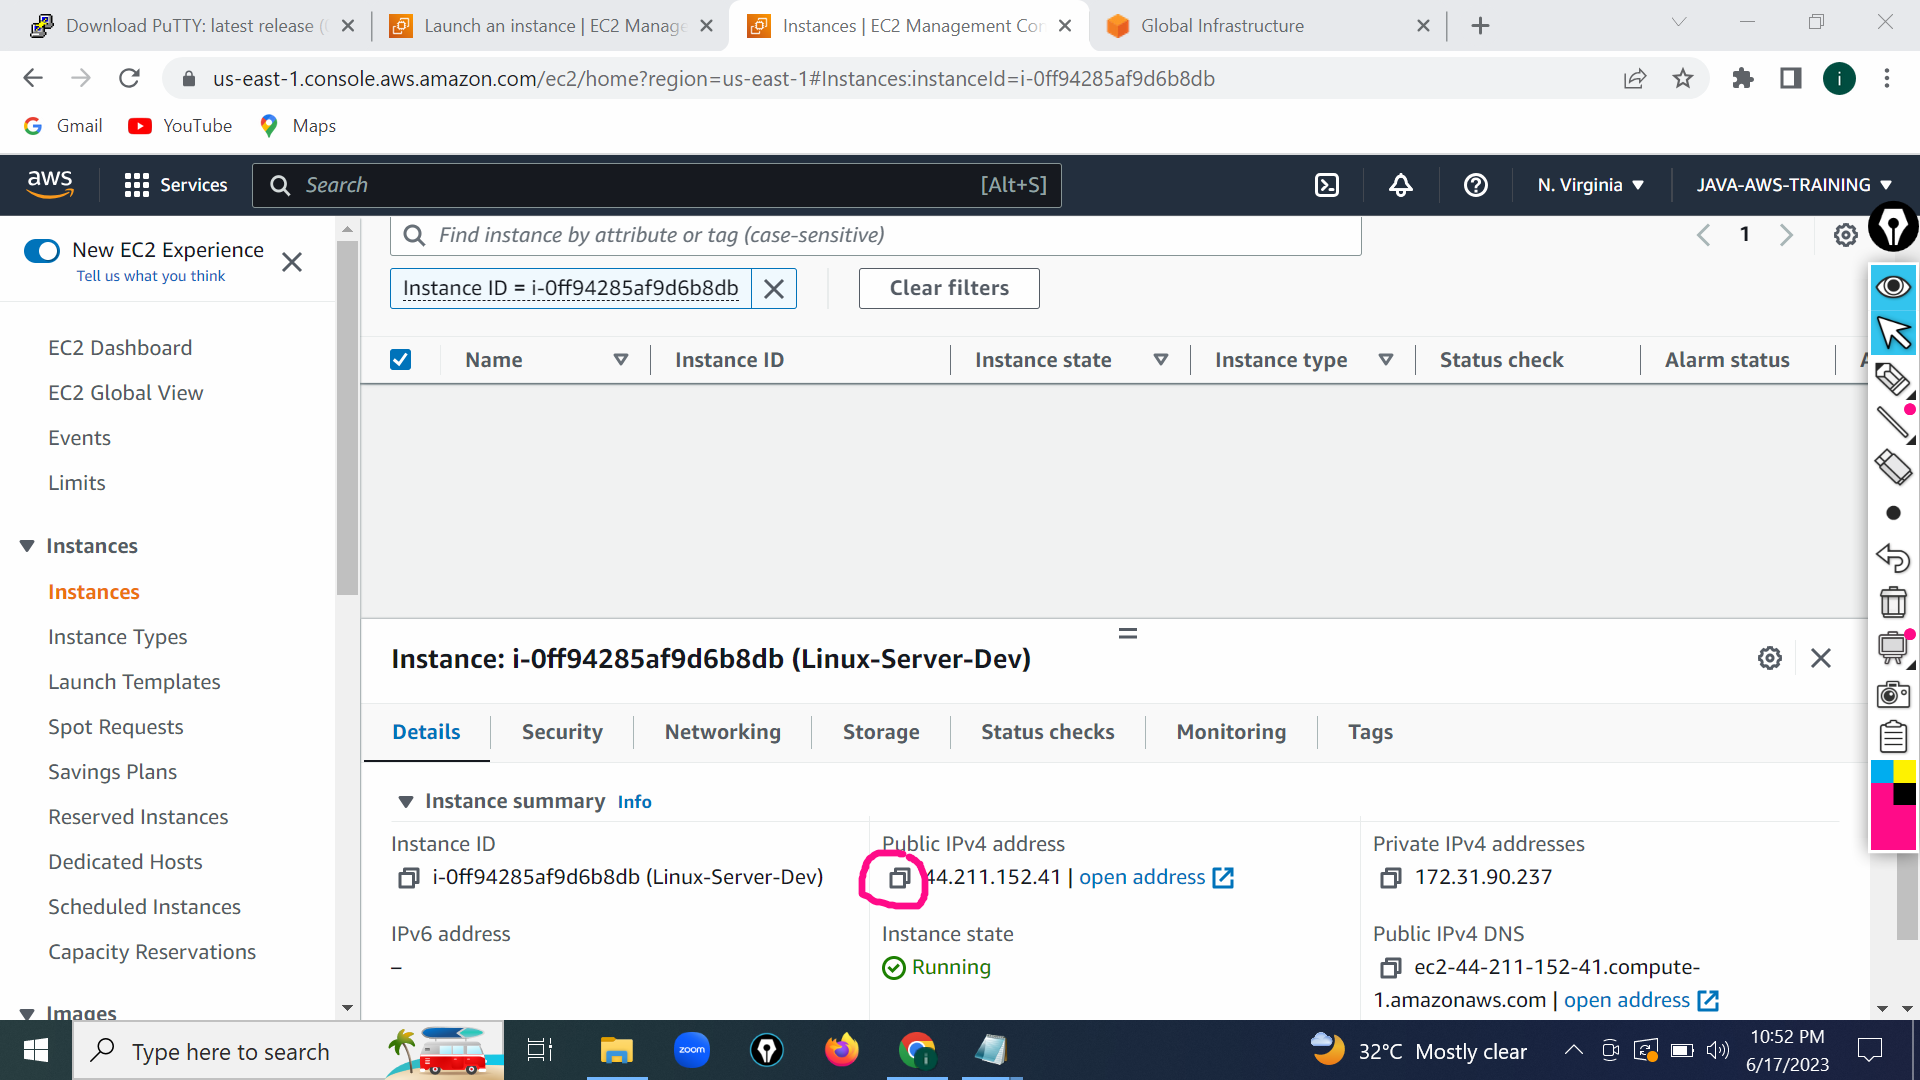 Download PuTTY: latest release (
Launch an instance | EC2 Manage
Instances | EC2 Management Con
Global Infrastructure
us-east-1.console.aws.amazon.com/ec2/home?region=us-east-1#Instances:instanceId=i-0ff94285af9d6b8db
i
Gmail
YouTube
Maps
aws
Services
Search
[Alt+S]
N. Virginia
JAVA-AWS-TRAINING
New EC2 Experience
Tell us what you think
Find instance by attribute or tag (case-sensitive)
1
Instance ID = i-0ff94285af9d6b8db
Clear filters
EC2 Dashboard
EC2 Global View
Events
Limits
Instances
Instances
Instance Types
Launch Templates
Spot Requests
Savings Plans
Reserved Instances
Dedicated Hosts
Scheduled Instances
Capacity Reservations
Images
Name
Instance ID
Instance state
Instance type
Status check
Alarm status
Instance: i-0ff94285af9d6b8db (Linux-Server-Dev)
Details
Security
Networking
Storage
Status checks
Monitoring
Tags
Instance summary Info
Instance ID
i-0ff94285af9d6b8db (Linux-Server-Dev)
Public IPv4 address
44.211.152.41 | open address
Private IPv4 addresses
172.31.90.237
IPv6 address
–
Instance state
Running
Public IPv4 DNS
ec2-44-211-152-41.compute-
1.amazonaws.com | open address
Type here to search
zoom
32°C Mostly clear
10:52 PM
6/17/2023